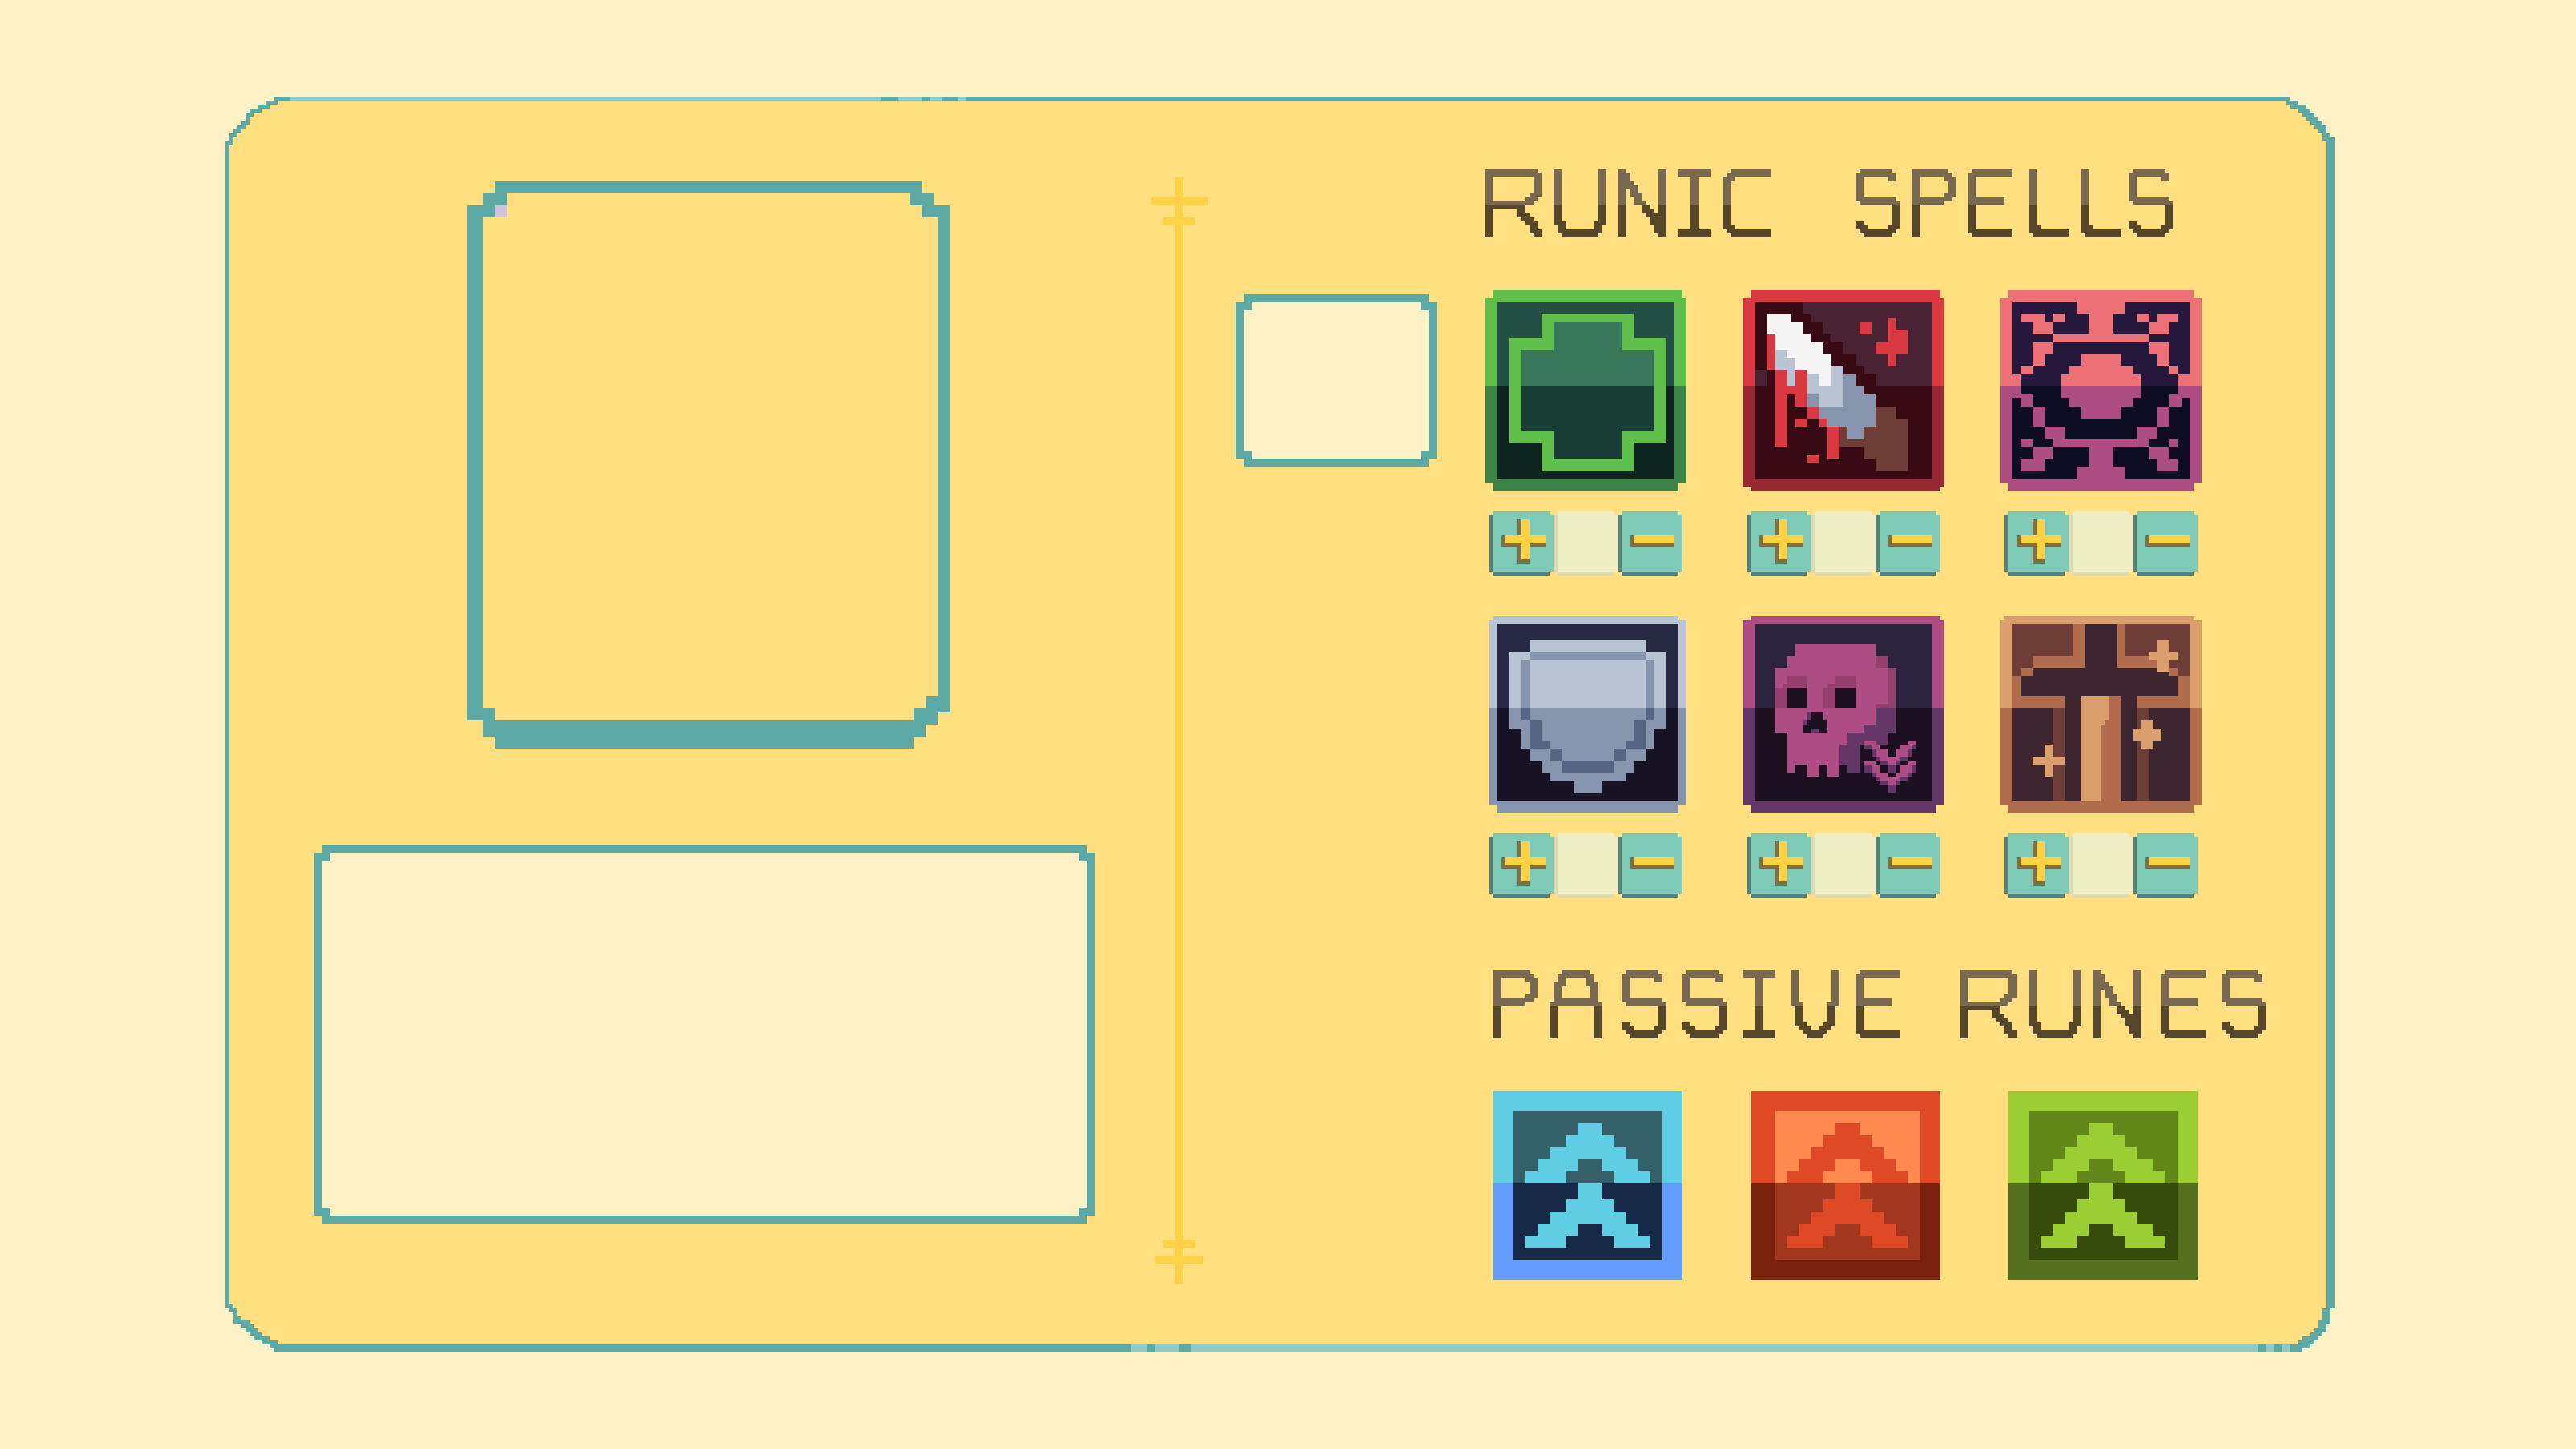 RUNIC SPELLS
+ - + - + -
+ - + - + -
PASSIVE RUNES